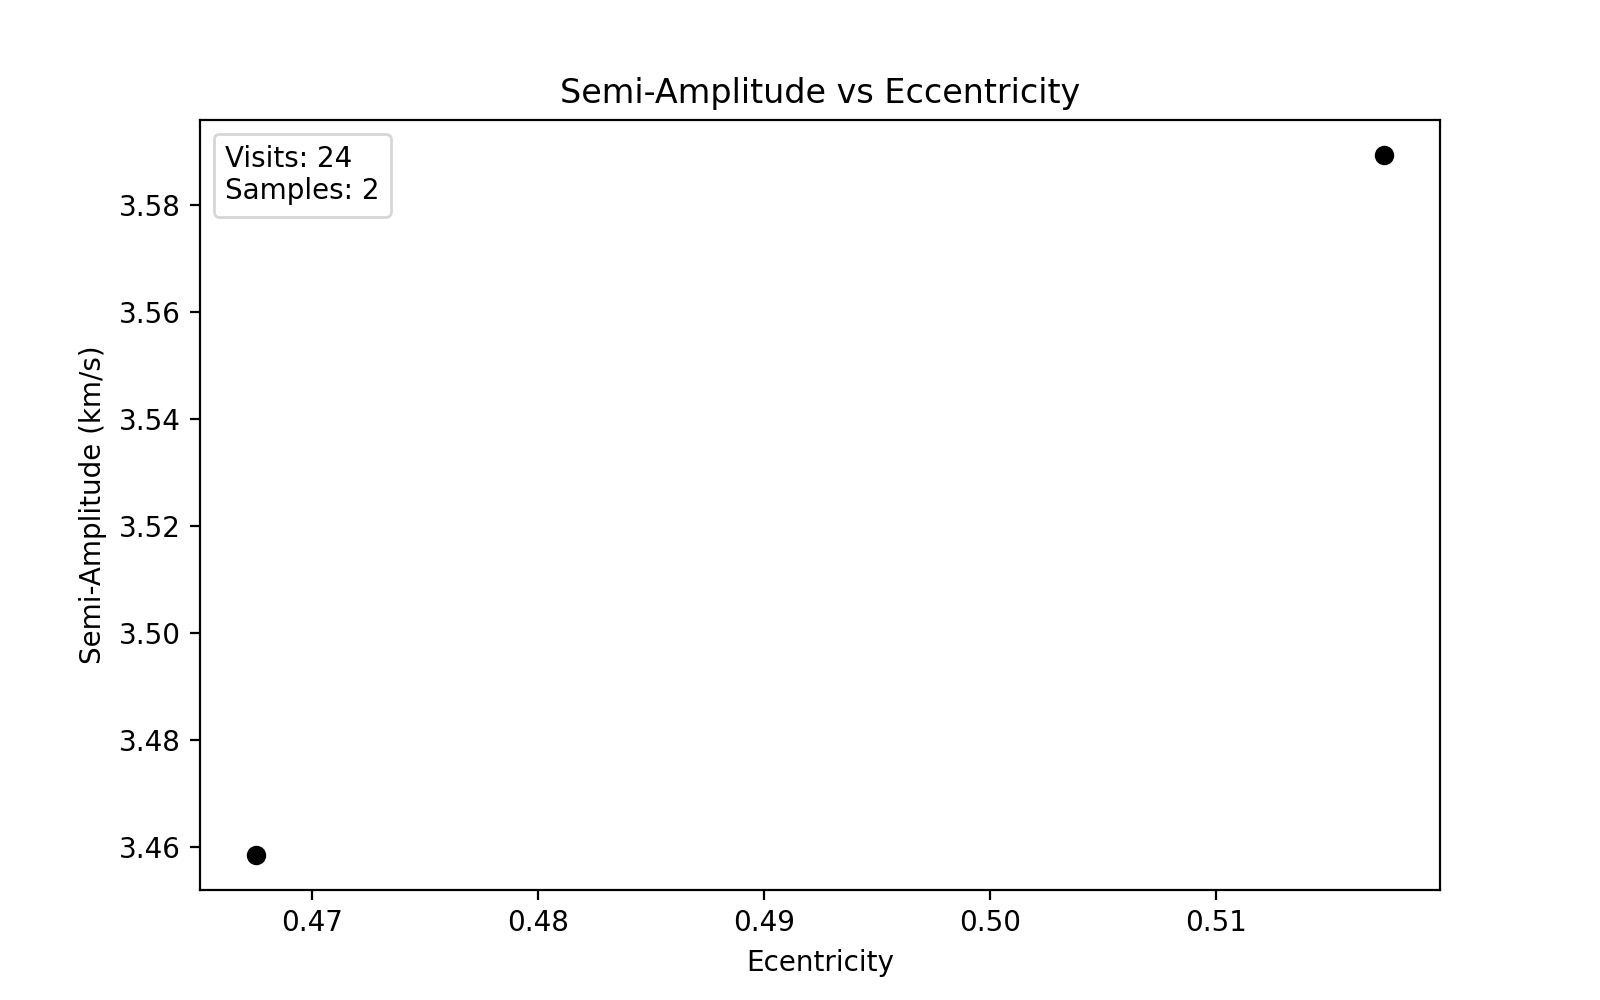 Semi-Amplitude vs Eccentricity
Visits: 24
Samples: 2
3.58
3.56
3.54
3.52
3.50
3.48
3.46
Semi-Amplitude (km/s)
0.47 0.48 0.49 0.50 0.51
Ecentricity